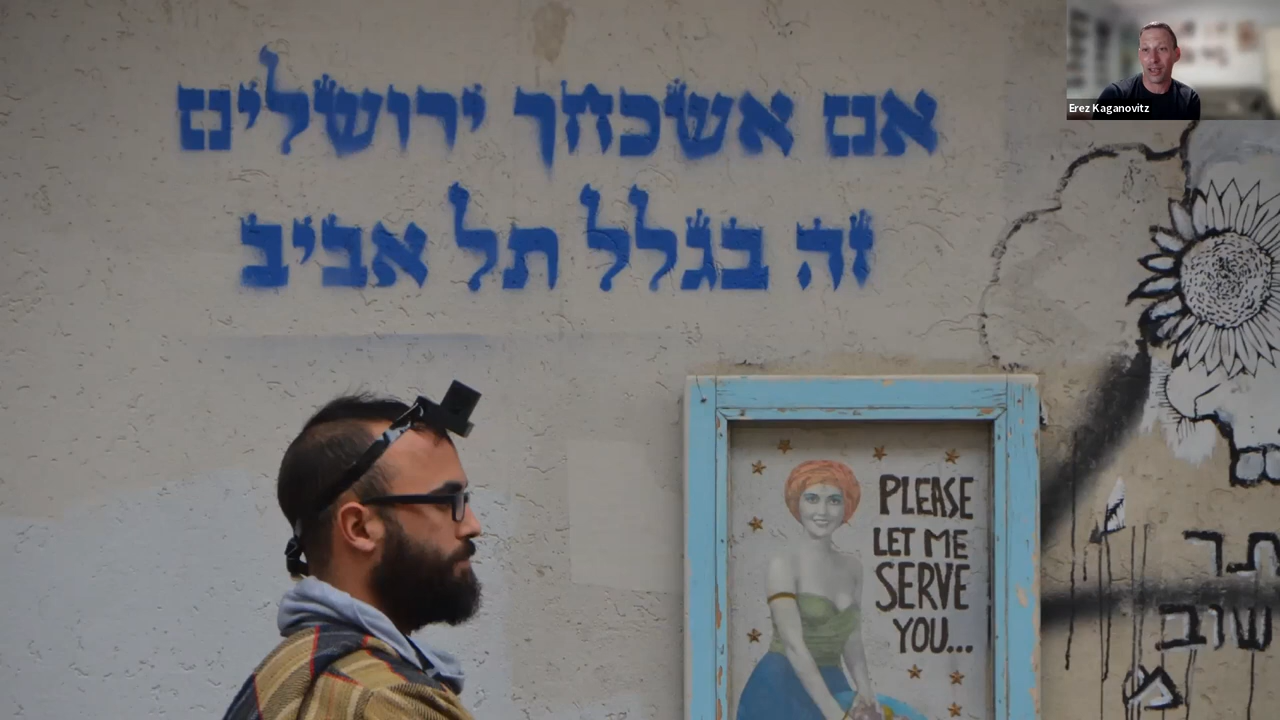 Erez Kaganovitz
אם אשכחך ירושלים
זה בגלל תל אביב
PLEASE
LET ME
SERVE
YOU...